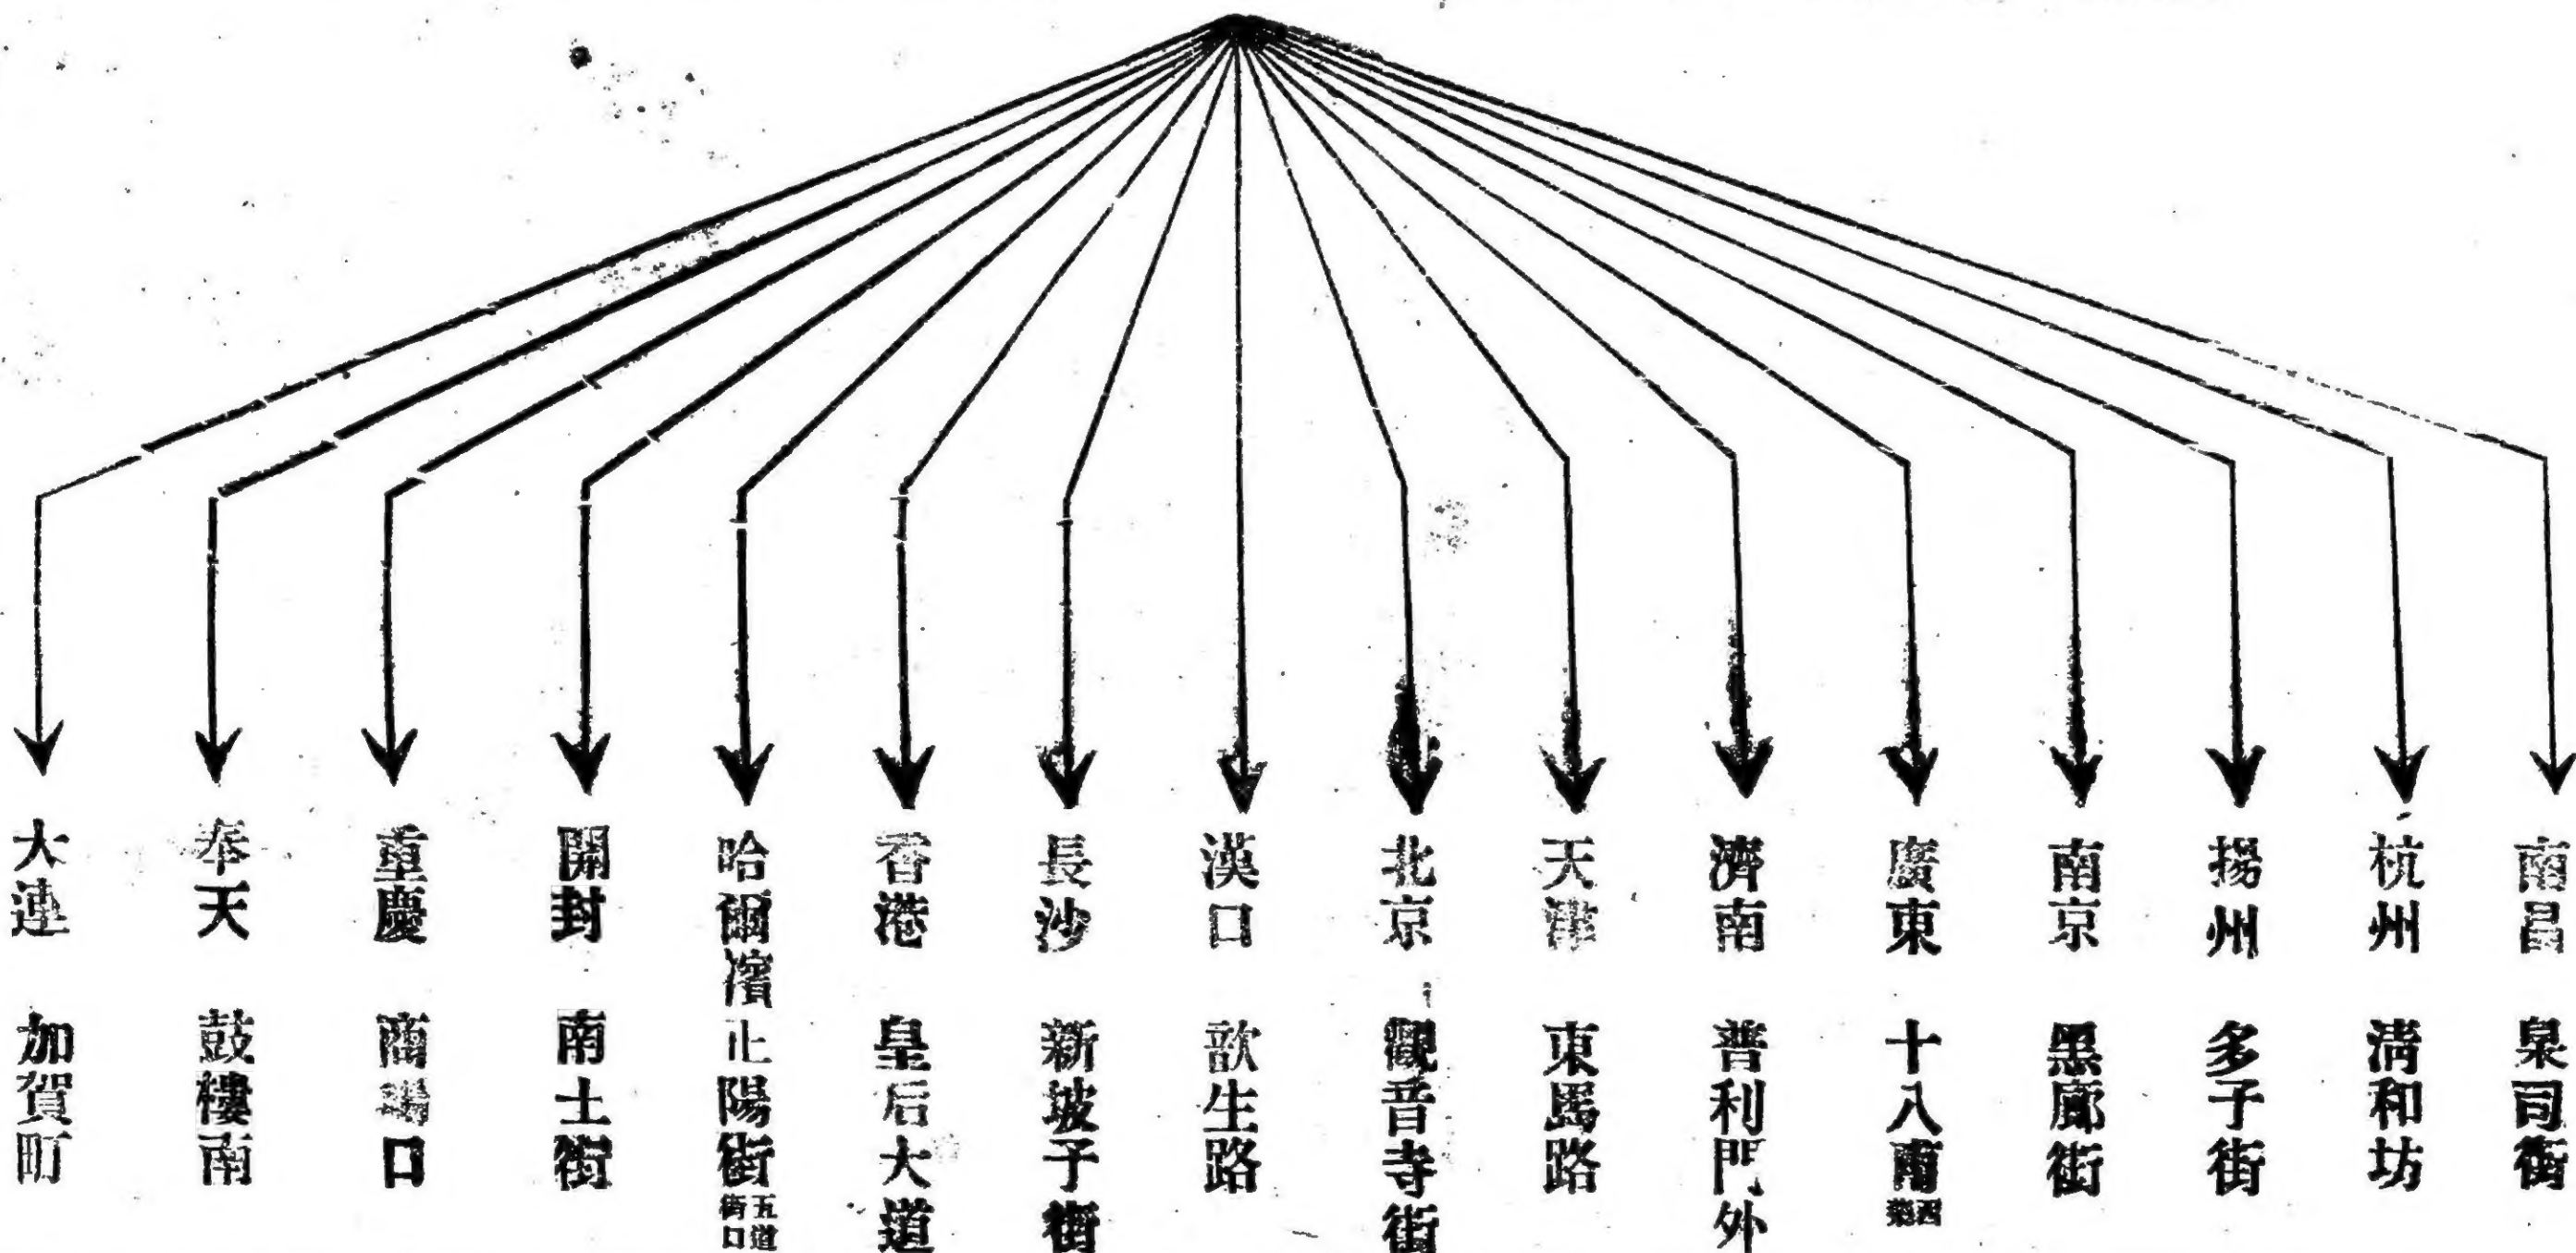 南昌 司
杭州 清和坊
揚州 多子街
南京 黑廊街
廣東 十八
濟南 普利門外
天津 東馬路
北京 觀音寺街
漢口 歆生路
長沙 新坡子街
香港 皇后大道
哈爾濱 正陽街 五道街口
開封 南土街
重慶 商場口
奉天 鼓樓南
大連 加賀町